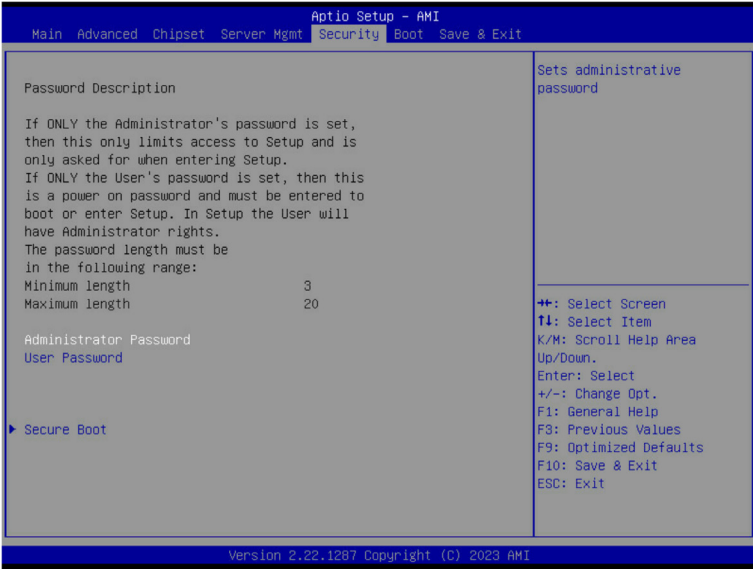 Aptio Setup – AMI
Main Advanced Chipset Server Mgmt Security Boot Save & Exit
Password Description
If ONLY the Administrator's password is set,
then this only limits access to Setup and is
only asked for when entering Setup.
If ONLY the User's password is set, then this
is a power on password and must be entered to
boot or enter Setup. In Setup the User will
have Administrator rights.
The password length must be
in the following range:
Minimum length 3
Maximum length 20
Administrator Password
User Password
Secure Boot
Sets administrative
password
→←: Select Screen
↑↓: Select Item
K/M: Scroll Help Area
Up/Down.
Enter: Select
+/-: Change Opt.
F1: General Help
F3: Previous Values
F9: Optimized Defaults
F10: Save & Exit
ESC: Exit
Version 2.22.1287 Copyright (C) 2023 AMI